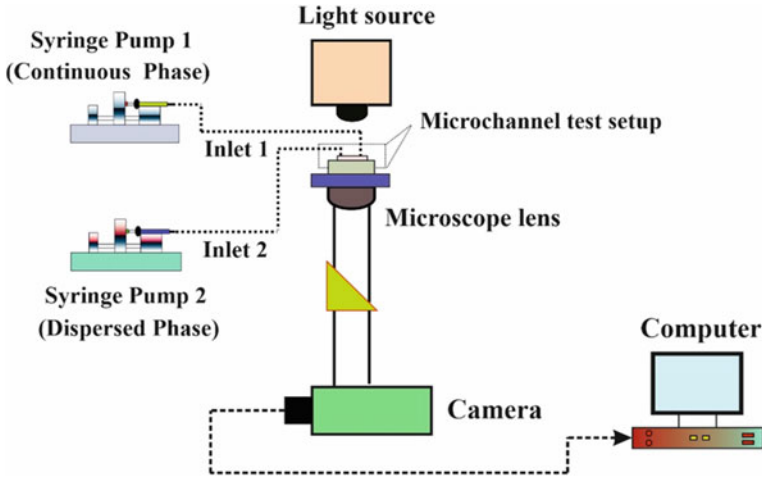 Light source
Syringe Pump 1
(Continuous Phase)
Microchannel test setup
Inlet 1
Microscope lens
Inlet 2
Syringe Pump 2
(Dispersed Phase)
Computer
Camera